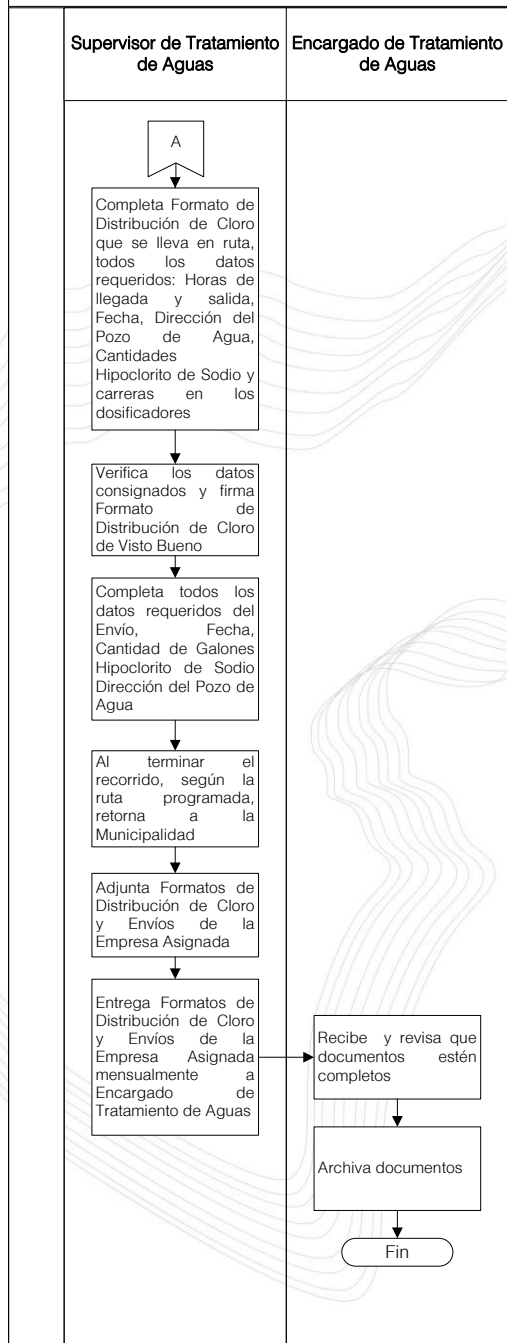 Supervisor de Tratamiento
de Aguas
Encargado de Tratamiento
de Aguas
A
Completa Formato de
Distribución de Cloro
que se lleva en ruta,
todos los datos
requeridos: Horas de
llegada y salida,
Fecha, Dirección del
Pozo de Agua,
Cantidades
Hipoclorito de Sodio y
carreras en los
dosificadores
Verifica los datos
consignados y firma
Formato de
Distribución de Cloro
de Visto Bueno
Completa todos los
datos requeridos del
Envío, Fecha,
Cantidad de Galones
Hipoclorito de Sodio
Dirección del Pozo de
Agua
Al terminar el
recorrido, según la
ruta programada,
retorna a la
Municipalidad
Adjunta Formatos de
Distribución de Cloro
y Envíos de la
Empresa Asignada
Entrega Formatos de
Distribución de Cloro
y Envíos de la
Empresa Asignada
mensualmente a
Encargado de
Tratamiento de Aguas
Recibe y revisa que
documentos estén
completos
Archiva documentos
Fin